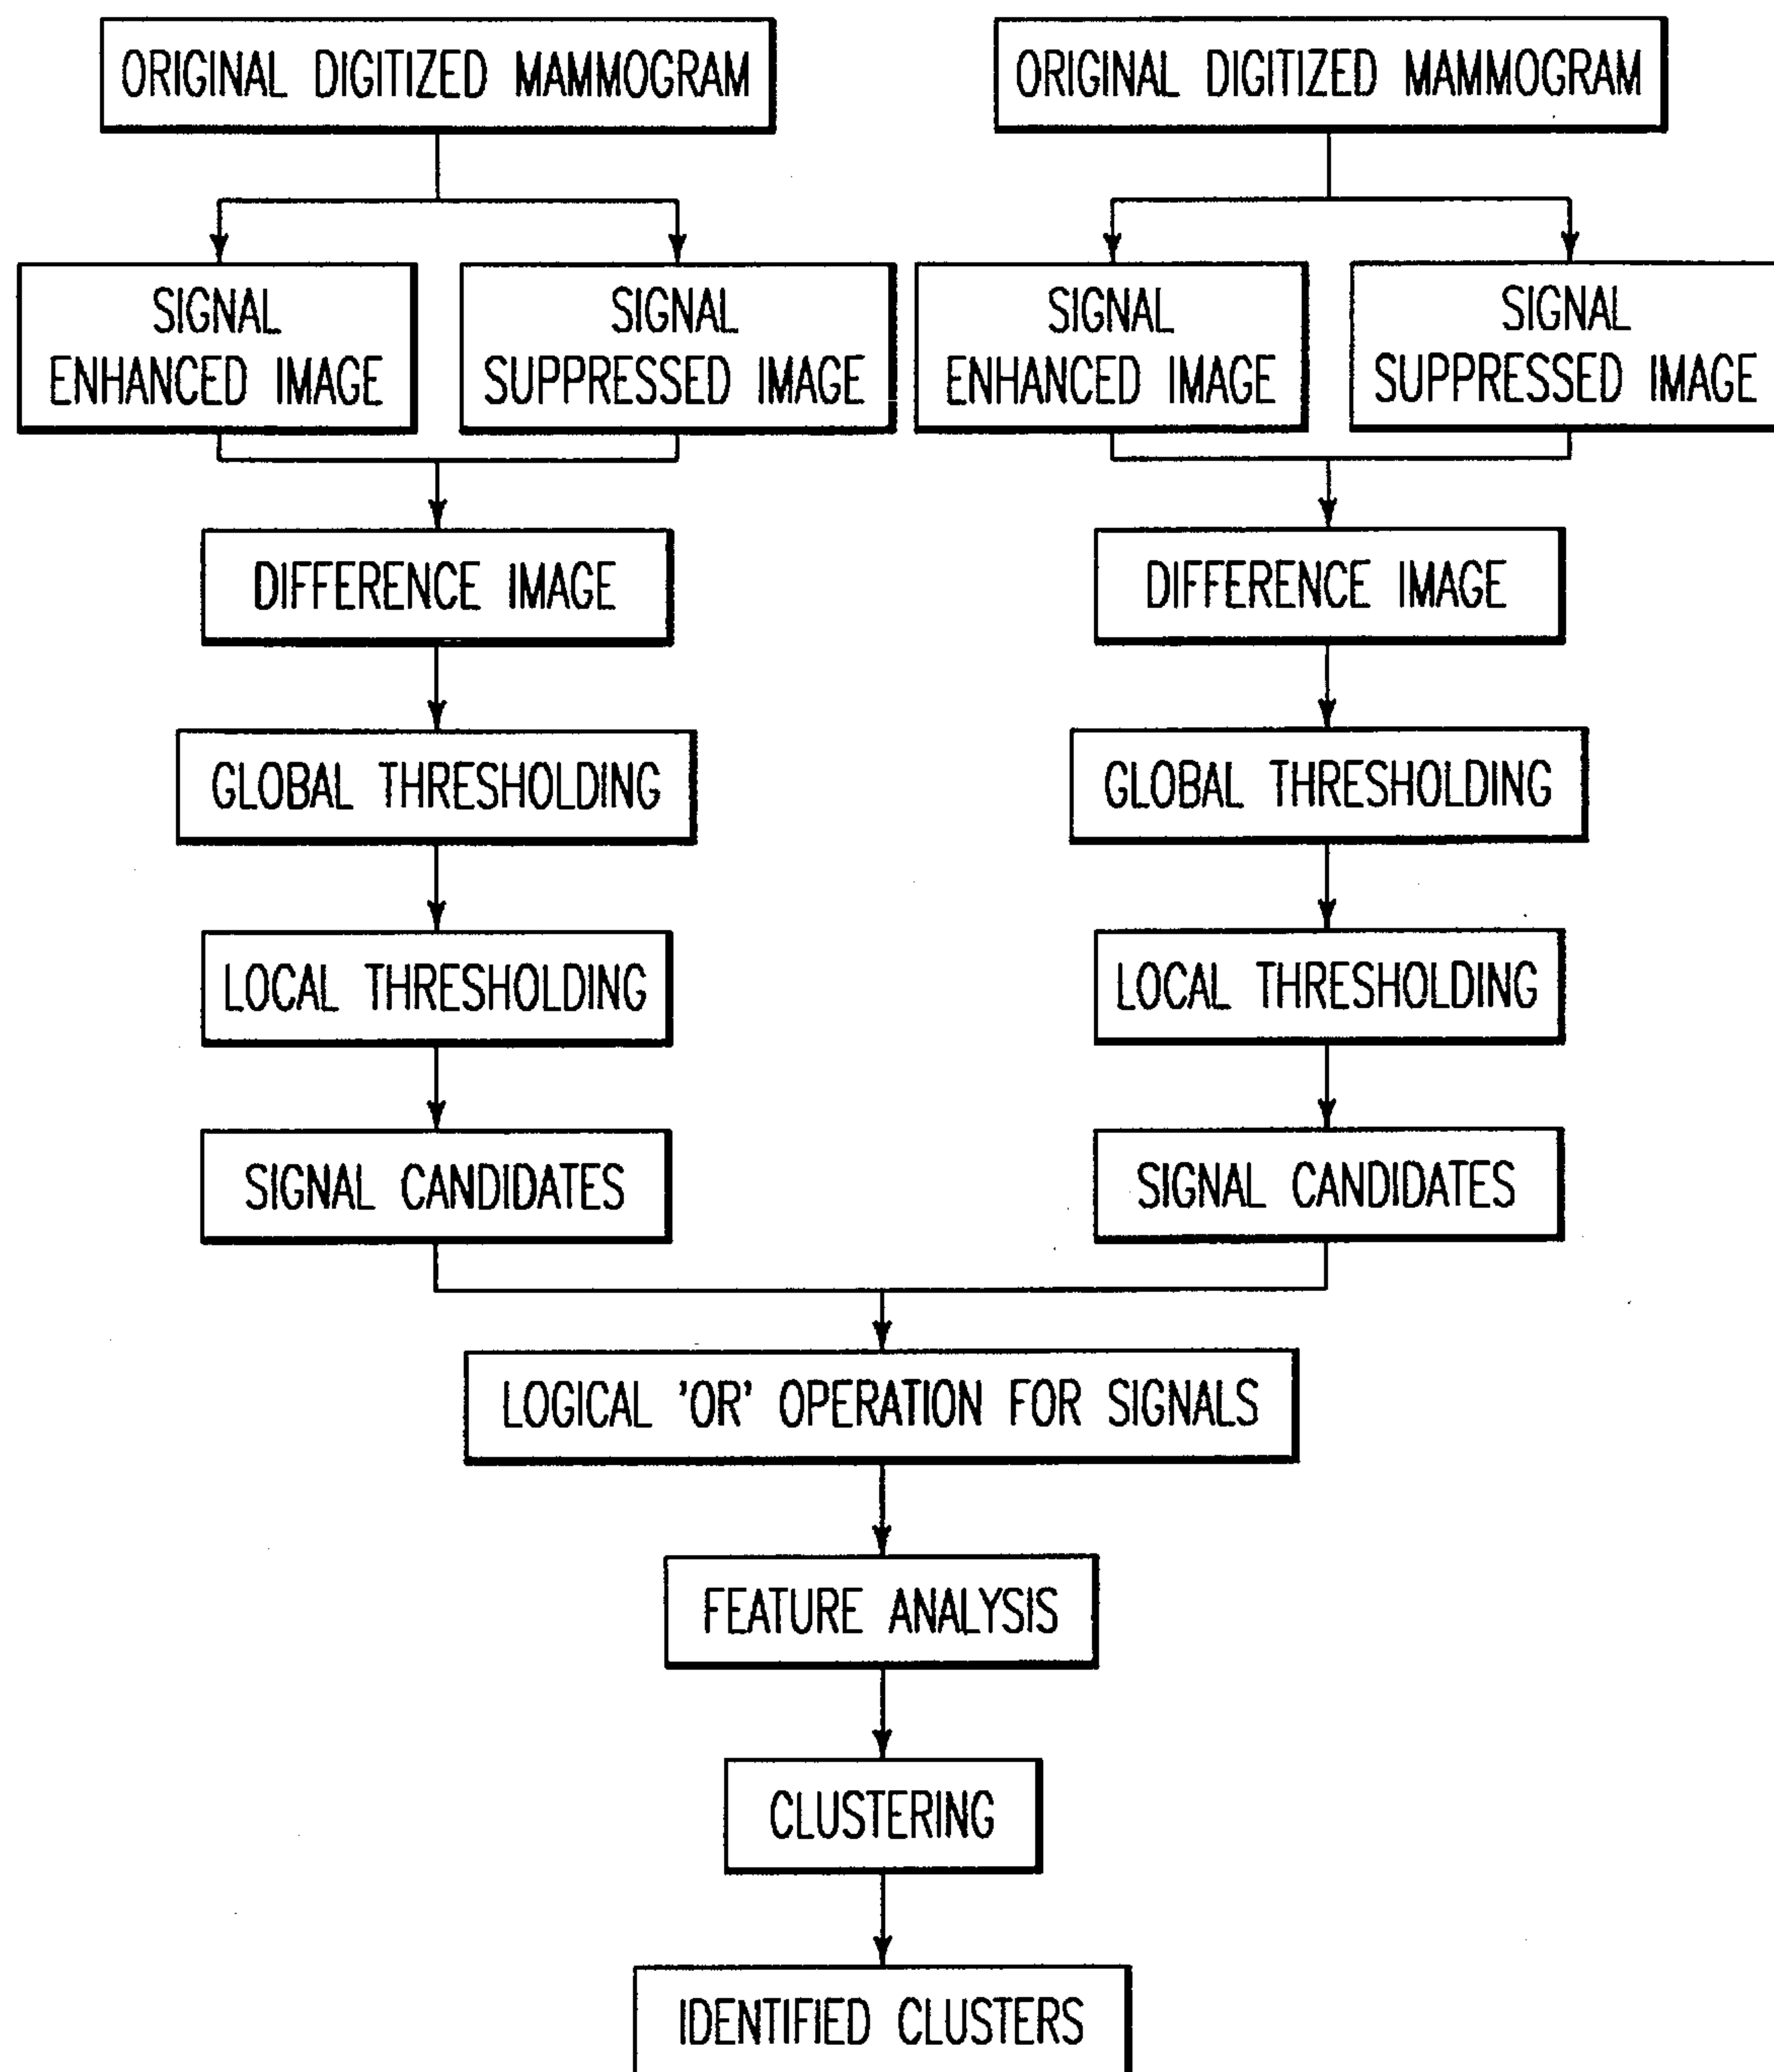 ORIGINAL DIGITIZED MAMMOGRAM
ORIGINAL DIGITIZED MAMMOGRAM
SIGNAL
ENHANCED IMAGE
SIGNAL
SUPPRESSED IMAGE
SIGNAL
ENHANCED IMAGE
SIGNAL
SUPPRESSED IMAGE
DIFFERENCE IMAGE
DIFFERENCE IMAGE
GLOBAL THRESHOLDING
GLOBAL THRESHOLDING
LOCAL THRESHOLDING
LOCAL THRESHOLDING
SIGNAL CANDIDATES
SIGNAL CANDIDATES
LOGICAL 'OR' OPERATION FOR SIGNALS
FEATURE ANALYSIS
CLUSTERING
IDENTIFIED CLUSTERS